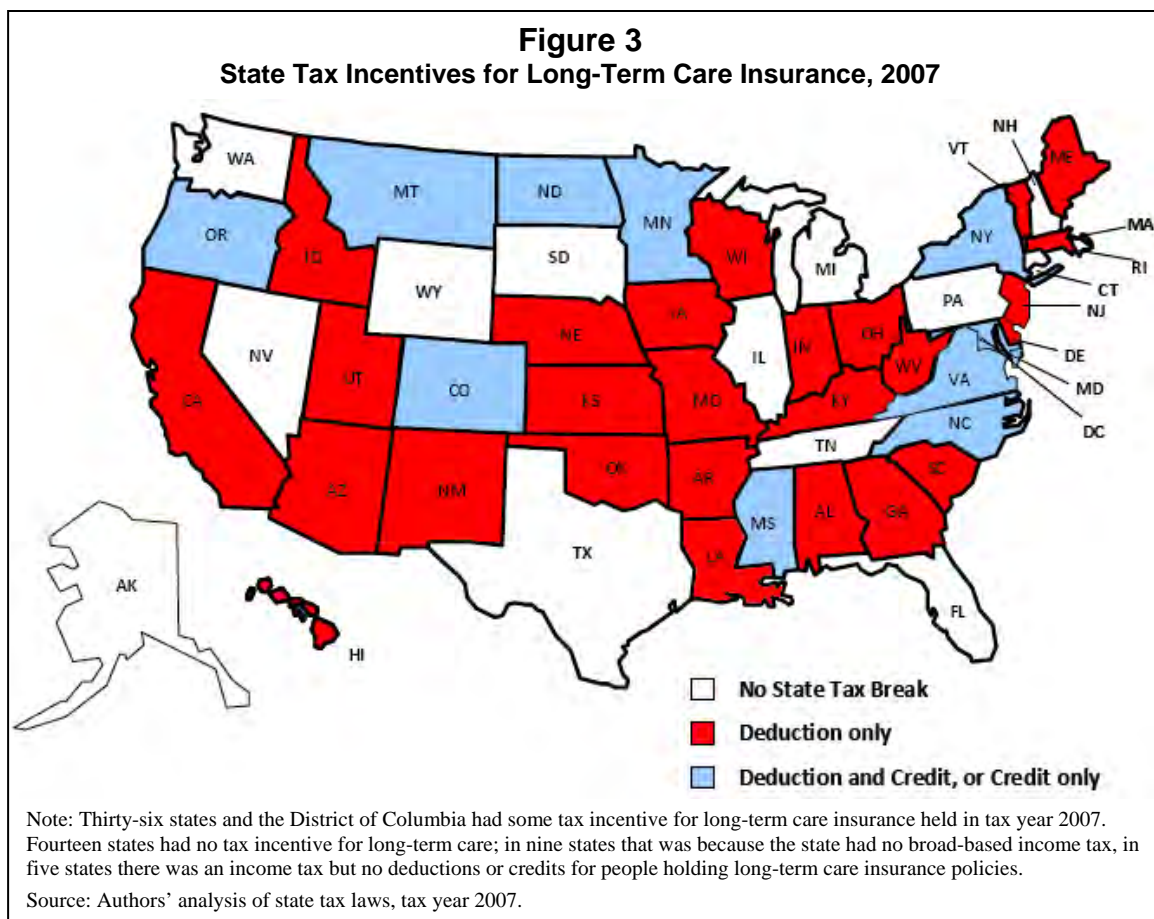 Figure 3
State Tax Incentives for Long-Term Care Insurance, 2007
NH
VT
WA
ME
MT
ND
MN
OR
MA
NY
ID
WI
SD
MI
RI
WY
CT
PA
NJ
IA
NE
OH
DE
IN
NV
IL
WV
UT
MD
VA
CO
CA
KS
MO
KY
DC
NC
TN
OK
SC
AZ
NM
AR
MS
AL
GA
TX
LA
AK
FL
HI
No State Tax Break
Deduction only
Deduction and Credit, or Credit only
Note: Thirty-six states and the District of Columbia had some tax incentive for long-term care insurance held in tax year 2007.
Fourteen states had no tax incentive for long-term care; in nine states that was because the state had no broad-based income tax, in
five states there was an income tax but no deductions or credits for people holding long-term care insurance policies.
Source: Authors’ analysis of state tax laws, tax year 2007.